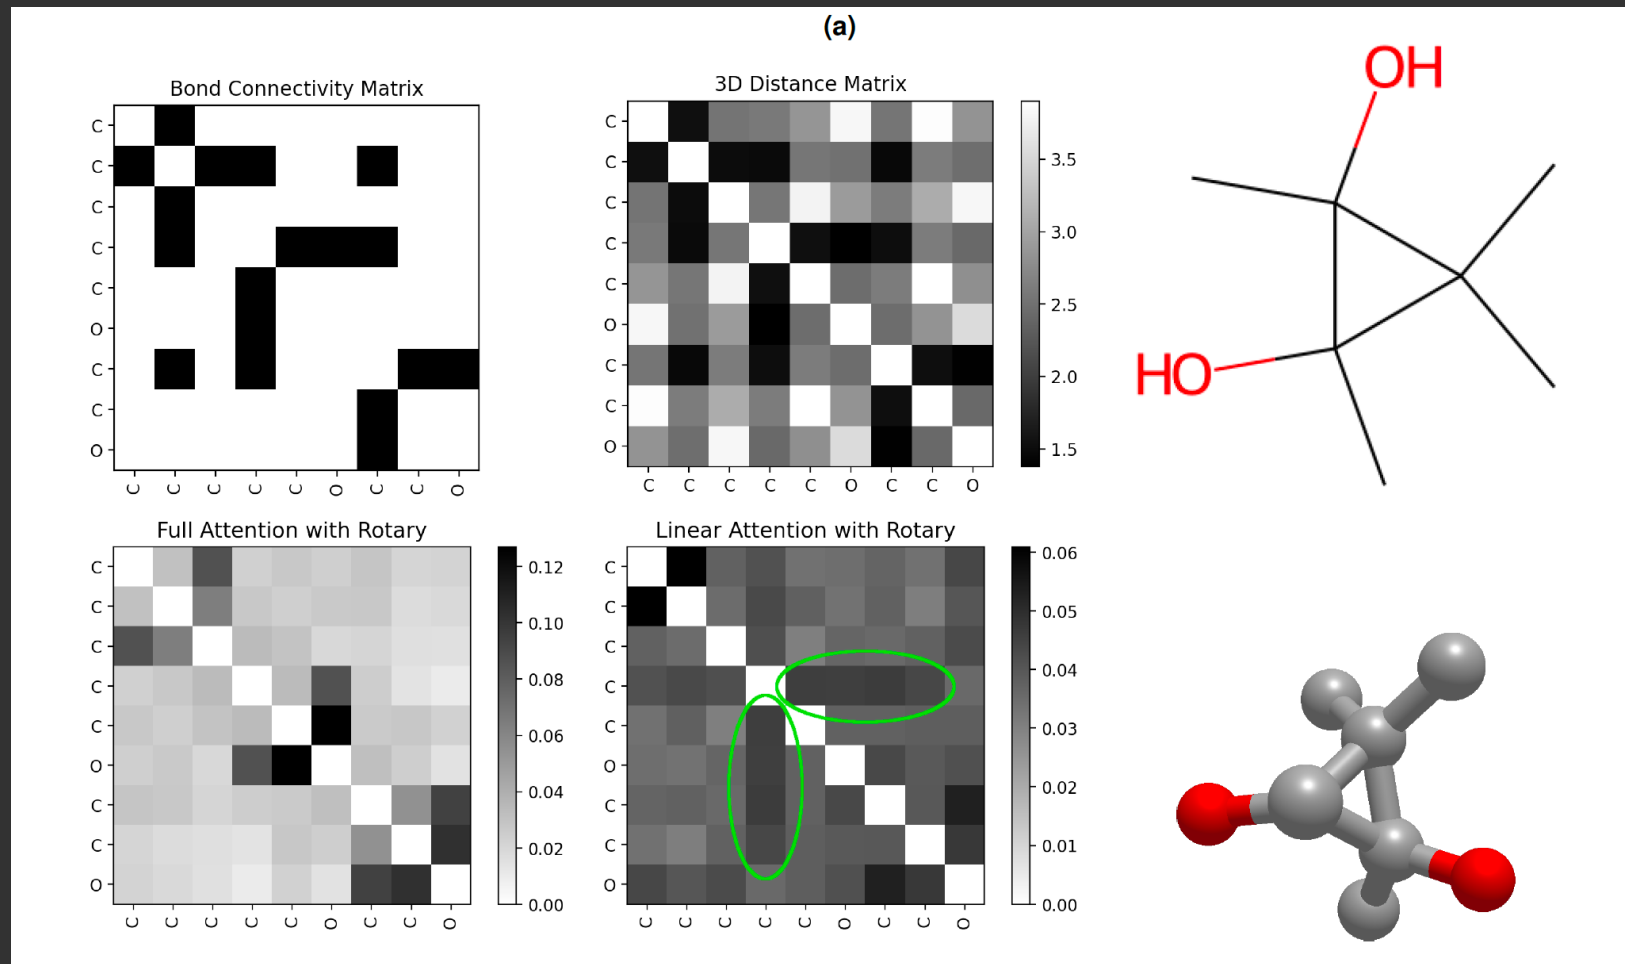 (a)
Bond Connectivity Matrix
C
C
C
C
C
O
C
C
O
C C C C C O C C O
3D Distance Matrix
C
C
C
C
C
O
C
C
O
C C C C C O C C O
3.5
3.0
2.5
2.0
1.5
OH
HO
Full Attention with Rotary
C
C
C
C
C
O
C
C
O
C C C C C O C C O
0.12
0.10
0.08
0.06
0.04
0.02
0.00
Linear Attention with Rotary
C
C
C
C
C
O
C
C
O
C C C C C O C C O
0.06
0.05
0.04
0.03
0.02
0.01
0.00